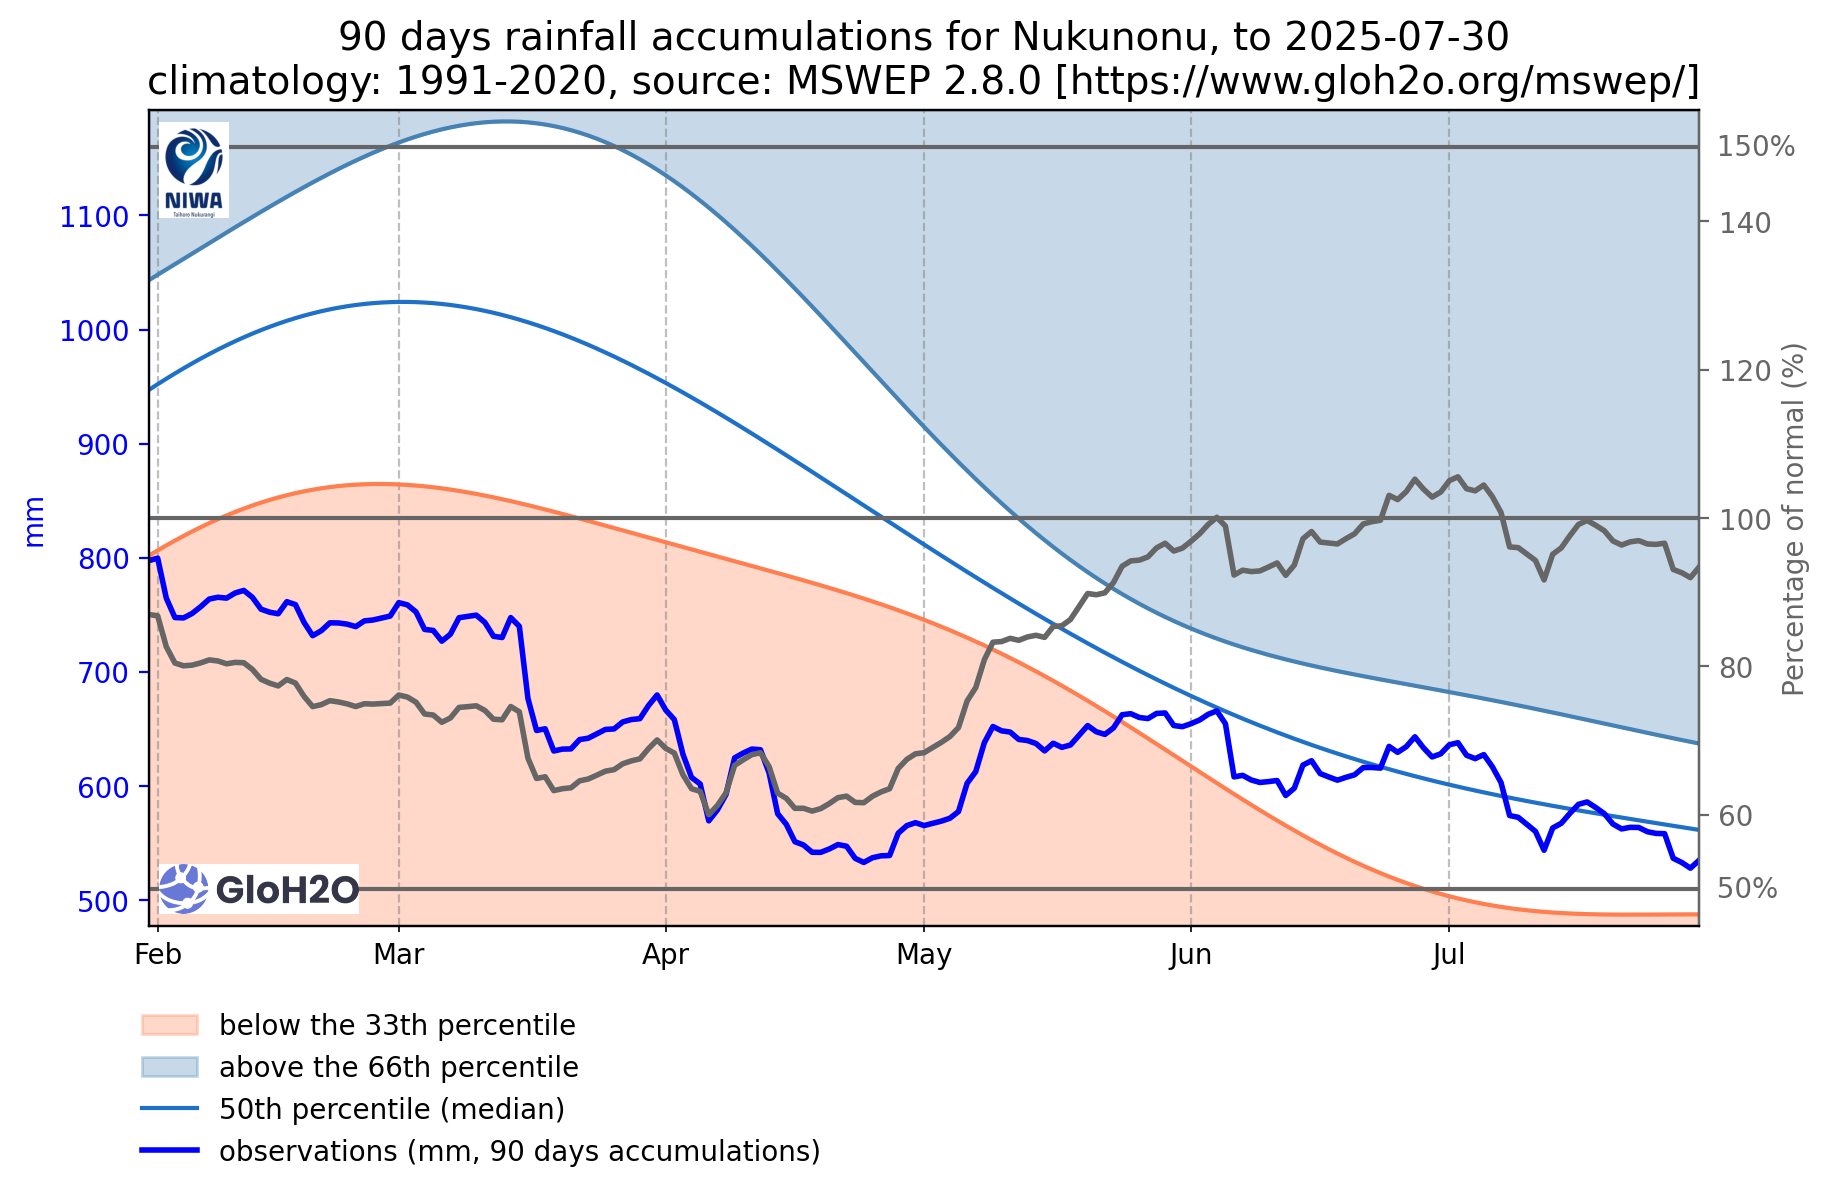 90 days rainfall accumulations for Nukunonu, to 2025-07-30
climatology: 1991-2020, source: MSWEP 2.8.0 [https://www.gloh2o.org/mswep/]
NIWA
Taihoro Nukurangi
1100
1000
900
800
700
600
500
mm
150%
140
120
100
80
60
50%
Percentage of normal (%)
GloH2O
Feb Mar Apr May Jun Jul
below the 33th percentile
above the 66th percentile
50th percentile (median)
observations (mm, 90 days accumulations)